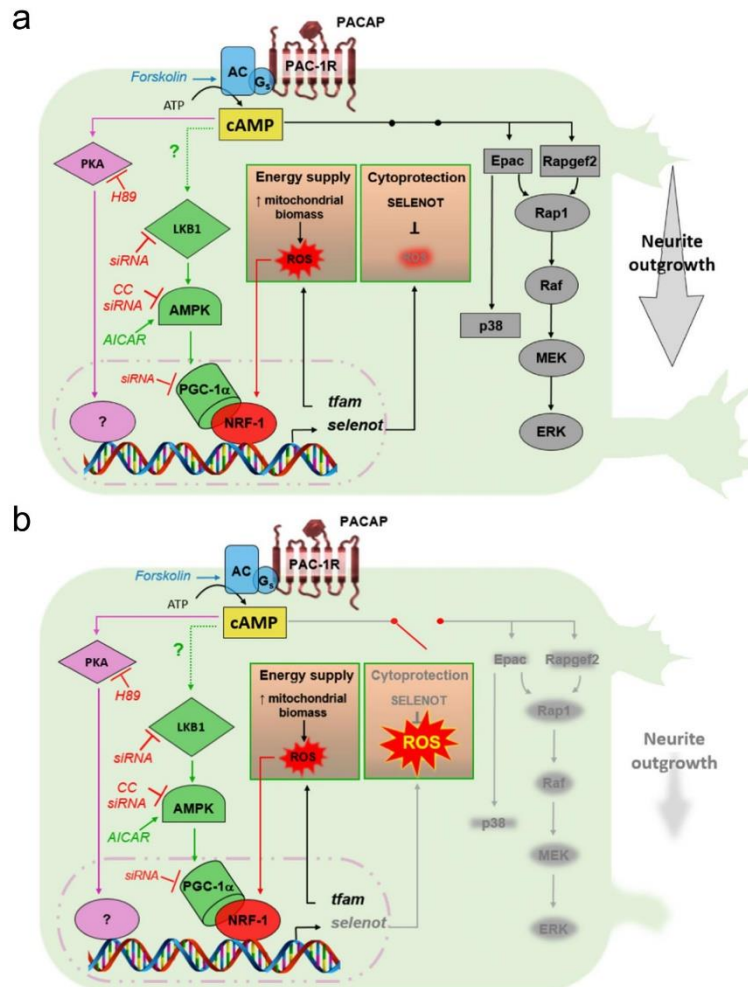 a
PACAP
Forskolin
AC
Gs
PAC-1R
ATP
cAMP
?
PKA
H89
Energy supply
↑ mitochondrial
biomass
ROS
Cytoprotection
SELENOT
ROS
Epac
Rapgef2
LKB1
siRNA
Rap1
Neurite
outgrowth
CC
siRNA
AMPK
AICAR
Raf
p38
MEK
siRNA
PGC-1α
?
NRF-1
tfam
selenot
ERK
b
PACAP
Forskolin
AC
Gs
PAC-1R
ATP
cAMP
?
PKA
H89
Energy supply
↑ mitochondrial
biomass
ROS
Cytoprotection
SELENOT
ROS
Epac
Rapgef2
LKB1
siRNA
Rap1
Neurite
outgrowth
CC
siRNA
AMPK
AICAR
Raf
p38
MEK
siRNA
PGC-1α
?
NRF-1
tfam
selenot
ERK